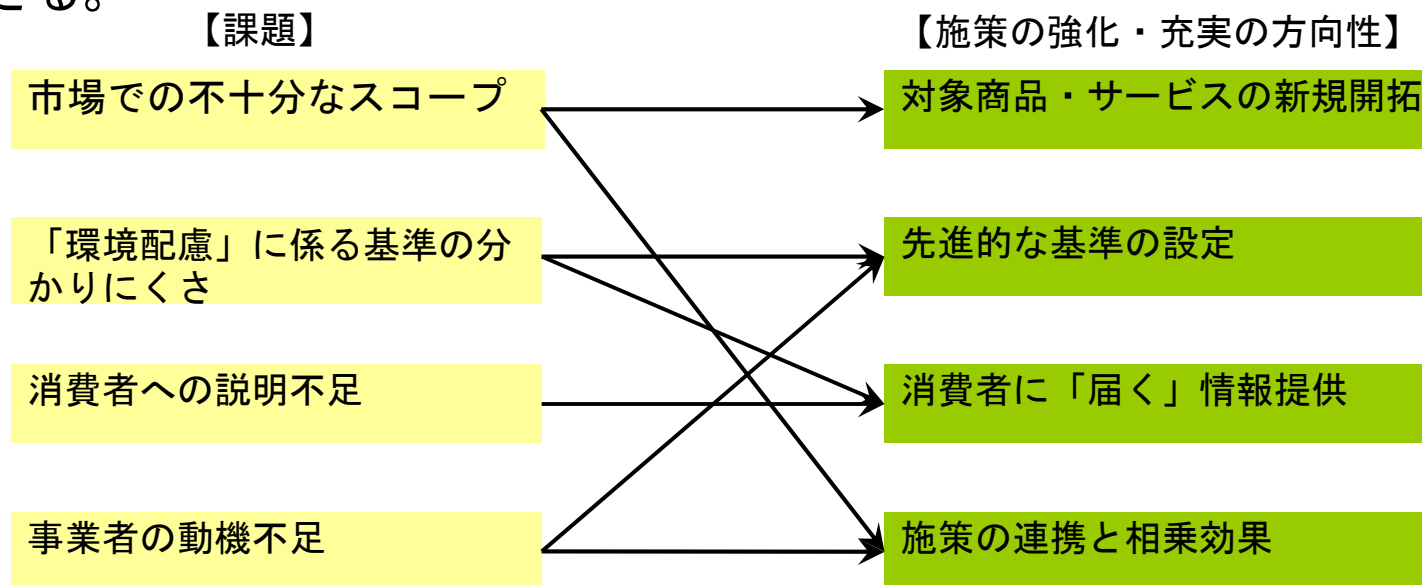 きる。
【課題】
【施策の強化・充実の方向性】
市場での不十分なスコープ
対象商品・サービスの新規開拓
「環境配慮」に係る基準の分
かりにくさ
先進的な基準の設定
消費者への説明不足
消費者に「届く」情報提供
事業者の動機不足
施策の連携と相乗効果